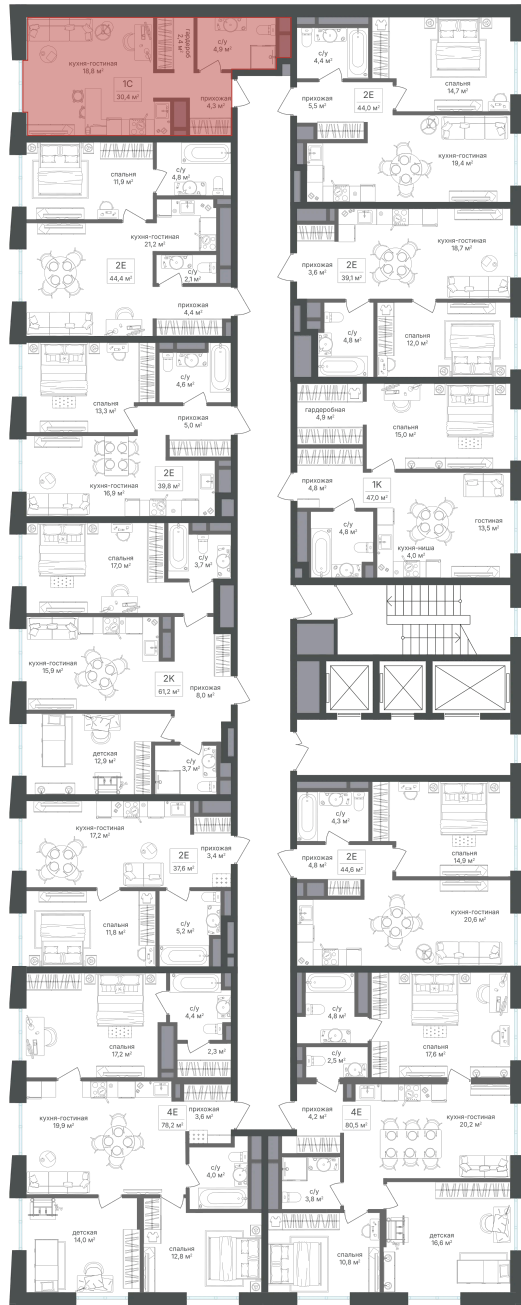 кухня-гостиная
16,8 м²
1С
30,4 м²
гардероб
2,4 м²
с/у
4,9 м²
прихожая
4,3 м²
с/у
4,4 м²
спальня
14,7 м²
прихожая
5,5 м²
2Е
44,0 м²
кухня-гостиная
19,4 м²
спальня
11,9 м²
с/у
4,8 м²
кухня-гостиная
21,2 м²
2Е
44,4 м²
с/у
2,1 м²
прихожая
4,4 м²
кухня-гостиная
18,7 м²
прихожая
3,6 м²
2Е
39,1 м²
с/у
4,8 м²
спальня
12,0 м²
спальня
13,3 м²
с/у
4,6 м²
прихожая
5,0 м²
2Е
39,8 м²
кухня-гостиная
16,9 м²
гардеробная
4,9 м²
спальня
15,0 м²
прихожая
4,8 м²
1К
47,0 м²
с/у
4,8 м²
гостиная
13,5 м²
кухня-ниша
4,0 м²
спальня
17,0 м²
с/у
3,7 м²
кухня-гостиная
15,9 м²
2К
61,2 м²
прихожая
8,0 м²
детская
12,9 м²
с/у
3,7 м²
кухня-гостиная
17,2 м²
2Е
37,6 м²
прихожая
3,4 м²
спальня
11,8 м²
с/у
5,2 м²
с/у
4,3 м²
прихожая
4,8 м²
2Е
44,6 м²
спальня
14,9 м²
кухня-гостиная
20,6 м²
спальня
17,2 м²
с/у
4,4 м²
2,3 м²
с/у
4,8 м²
с/у
2,5 м²
спальня
17,6 м²
кухня-гостиная
19,9 м²
4Е
78,2 м²
прихожая
3,6 м²
с/у
4,0 м²
детская
14,0 м²
спальня
12,8 м²
прихожая
4,2 м²
4Е
80,5 м²
кухня-гостиная
20,2 м²
с/у
3,8 м²
спальня
10,8 м²
детская
16,6 м²